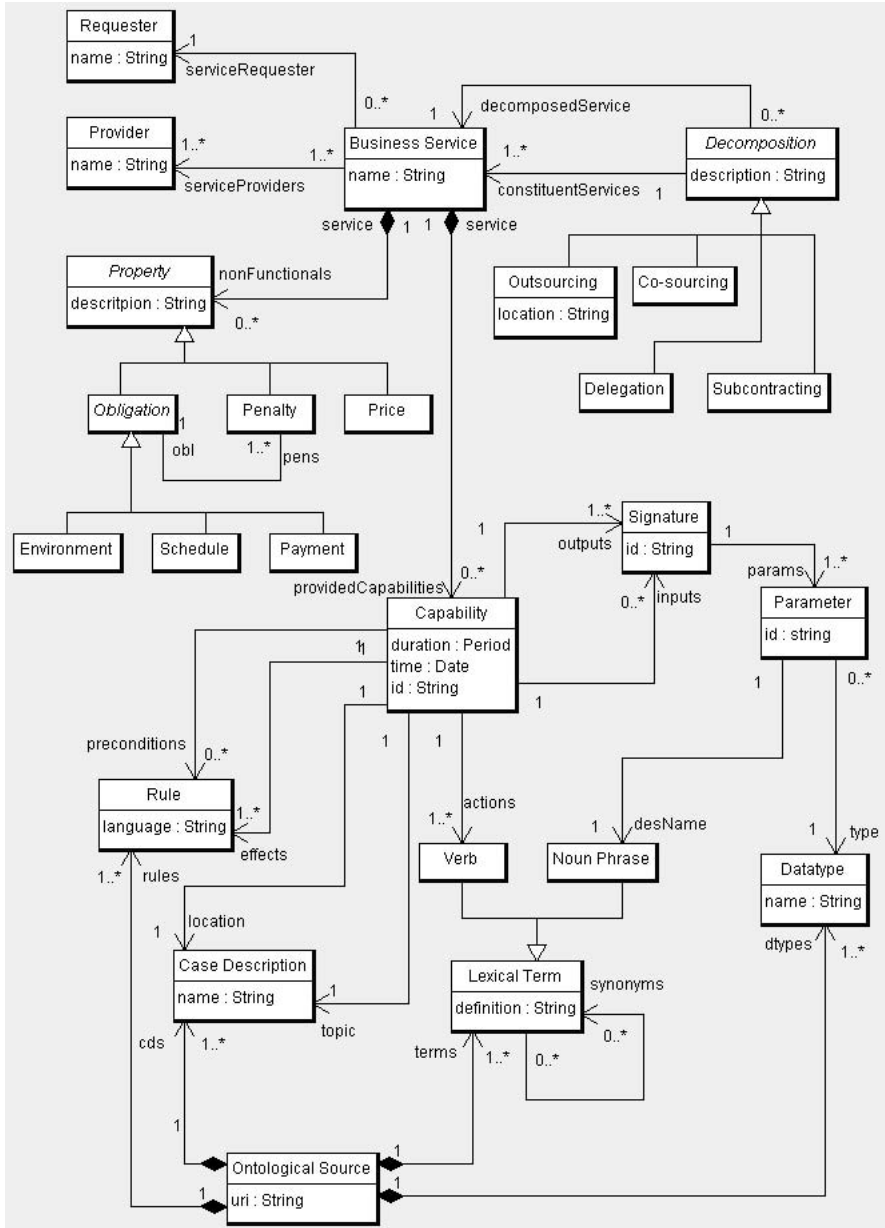 Requester
name : String
1
serviceRequester
0..*
decomposedService
1
0..*
Provider
name : String
1..*
serviceProviders
1..*
Business Service
name : String
1..*
constituentServices
1
Decomposition
description : String
service
1
1
service
Property
descritpion : String
nonFunctionals
0..*
Outsourcing
location : String
Co-sourcing
Delegation
Subcontracting
Obligation
1
obl
Penalty
1..*
pens
Price
Environment
Schedule
Payment
1
1..*
outputs
Signature
id : String
1
params
1..*
providedCapabilities
0..*
0..*
inputs
Capability
duration : Period
time : Date
id : String
1
1
1
1
1
1
Parameter
id : string
1
0..*
preconditions
0..*
Rule
language : String
1..*
effects
1..*
rules
actions
1..*
Verb
desName
1
Noun Phrase
1
type
Datatype
name : String
dtypes
1..*
location
1
Case Description
name : String
1
topic
cds
1..*
Lexical Term
definition : String
synonyms
0..*
0..*
terms
1..*
1
1
1
1
Ontological Source
uri : String